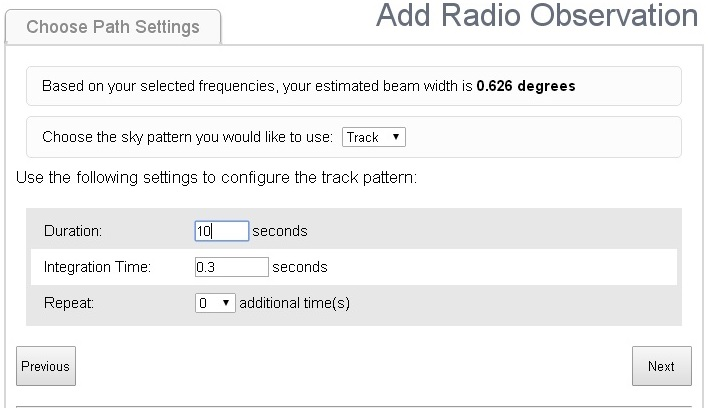 Add Radio Observation
Choose Path Settings
Based on your selected frequencies, your estimated beam width is 0.626 degrees
Choose the sky pattern you would like to use: Track
Use the following settings to configure the track pattern:
Duration: 10 seconds
Integration Time: 0.3 seconds
Repeat: 0 additional time(s)
Previous Next